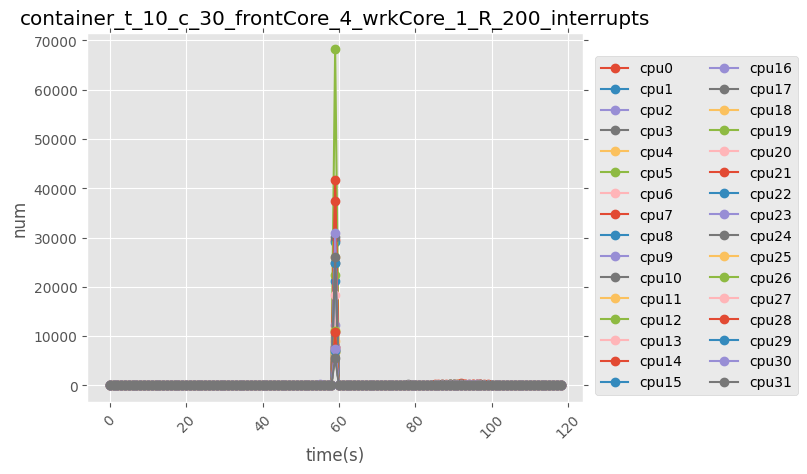 container_t_10_c_30_frontCore_4_wrkCore_1_R_200_interrupts
70000
60000
50000
40000
30000
20000
10000
0
num
0
20
40
60
80
100
120
time(s)
cpu0
cpu1
cpu2
cpu3
cpu4
cpu5
cpu6
cpu7
cpu8
cpu9
cpu10
cpu11
cpu12
cpu13
cpu14
cpu15
cpu16
cpu17
cpu18
cpu19
cpu20
cpu21
cpu22
cpu23
cpu24
cpu25
cpu26
cpu27
cpu28
cpu29
cpu30
cpu31